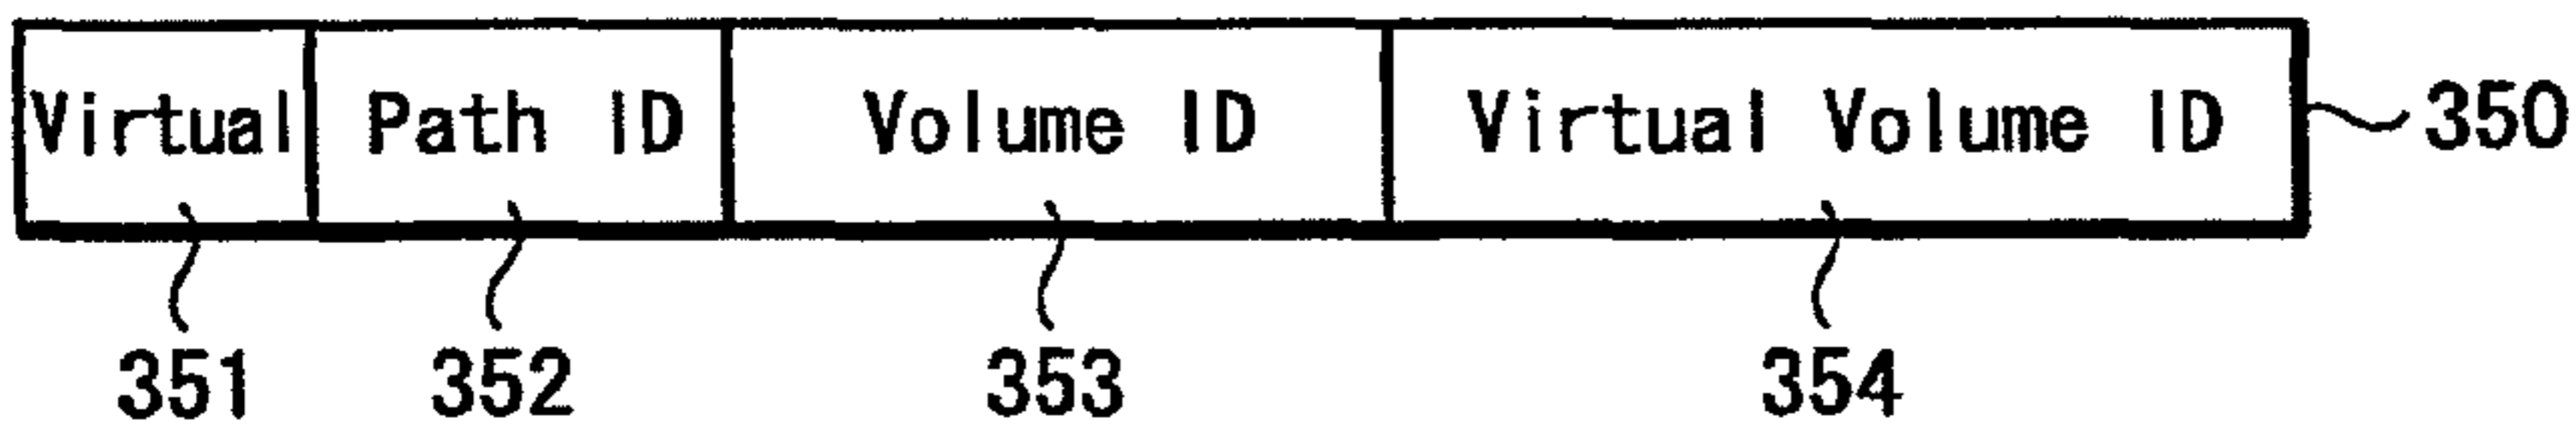 Virtual Path ID Volume ID Virtual Volume ID 350
351 352 353 354